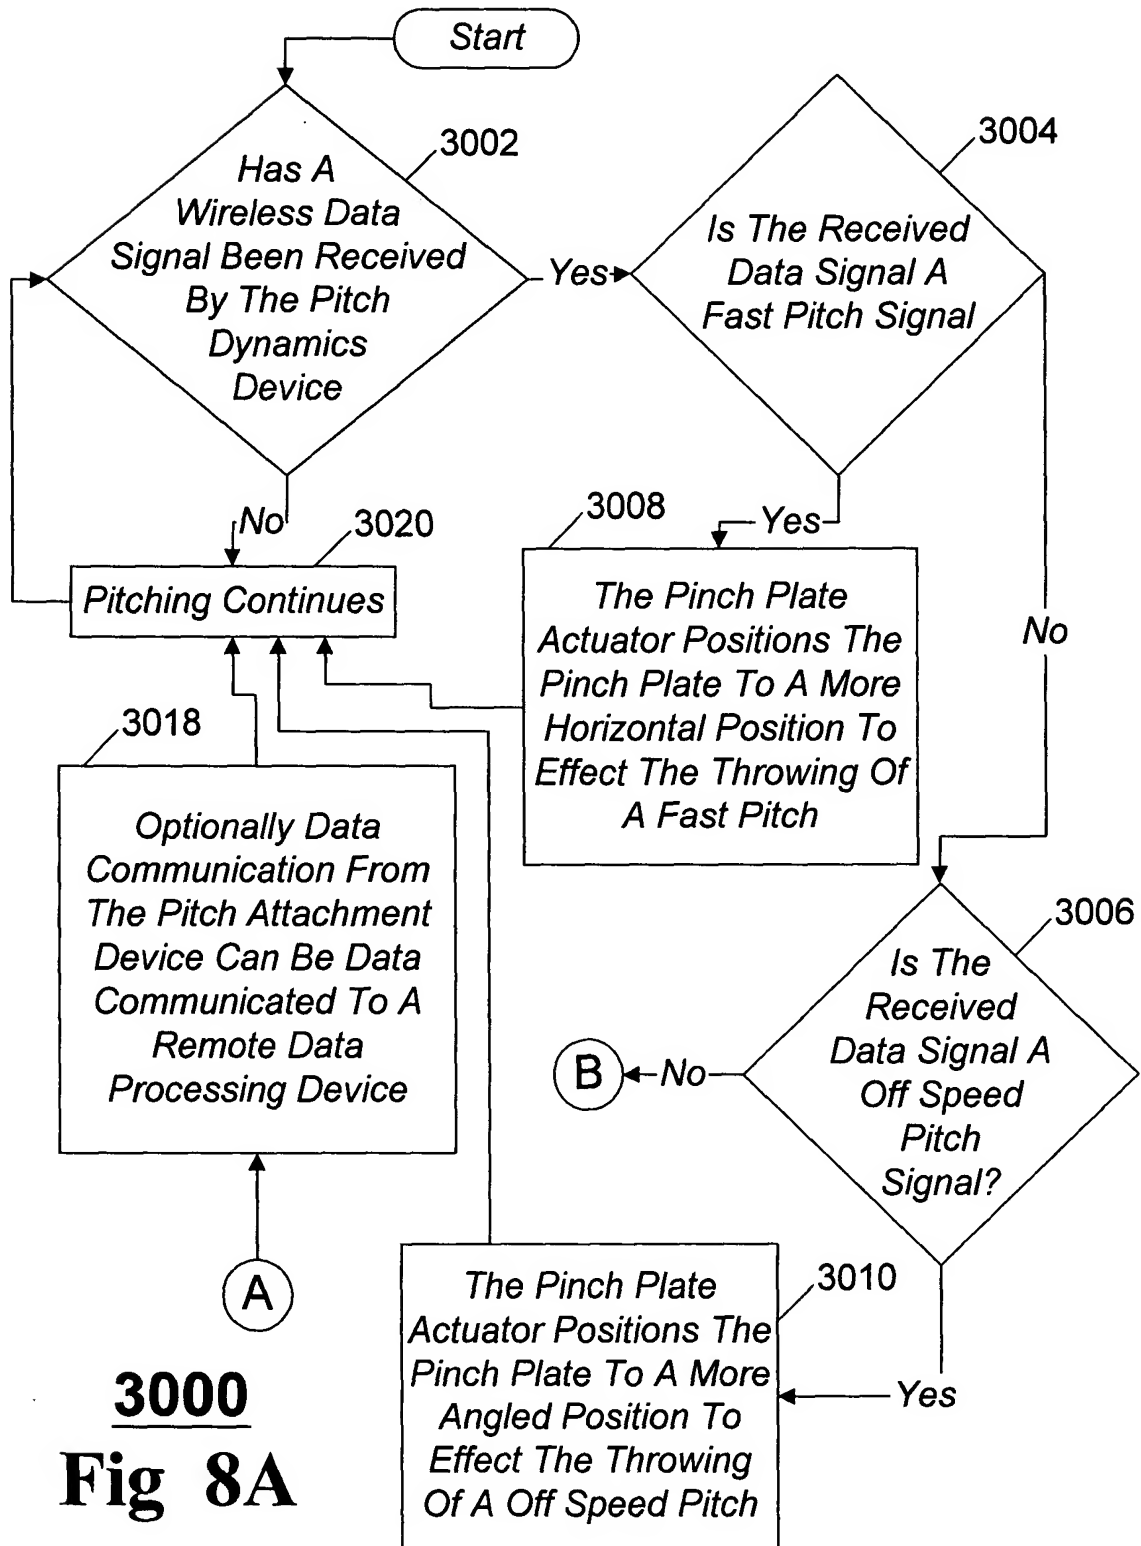 Start
3002
Has A
Wireless Data
Signal Been Received
By The Pitch
Dynamics
Device
Yes
3004
Is The Received
Data Signal A
Fast Pitch Signal
No
3020
Pitching Continues
Yes
3008
The Pinch Plate
Actuator Positions The
Pinch Plate To A More
Horizontal Position To
Effect The Throwing Of
A Fast Pitch
No
3018
Optionally Data
Communication From
The Pitch Attachment
Device Can Be Data
Communicated To A
Remote Data
Processing Device
3006
Is The
Received
Data Signal A
Off Speed
Pitch
Signal?
No
B
A
Yes
3010
The Pinch Plate
Actuator Positions The
Pinch Plate To A More
Angled Position To
Effect The Throwing
Of A Off Speed Pitch
3000
Fig 8A